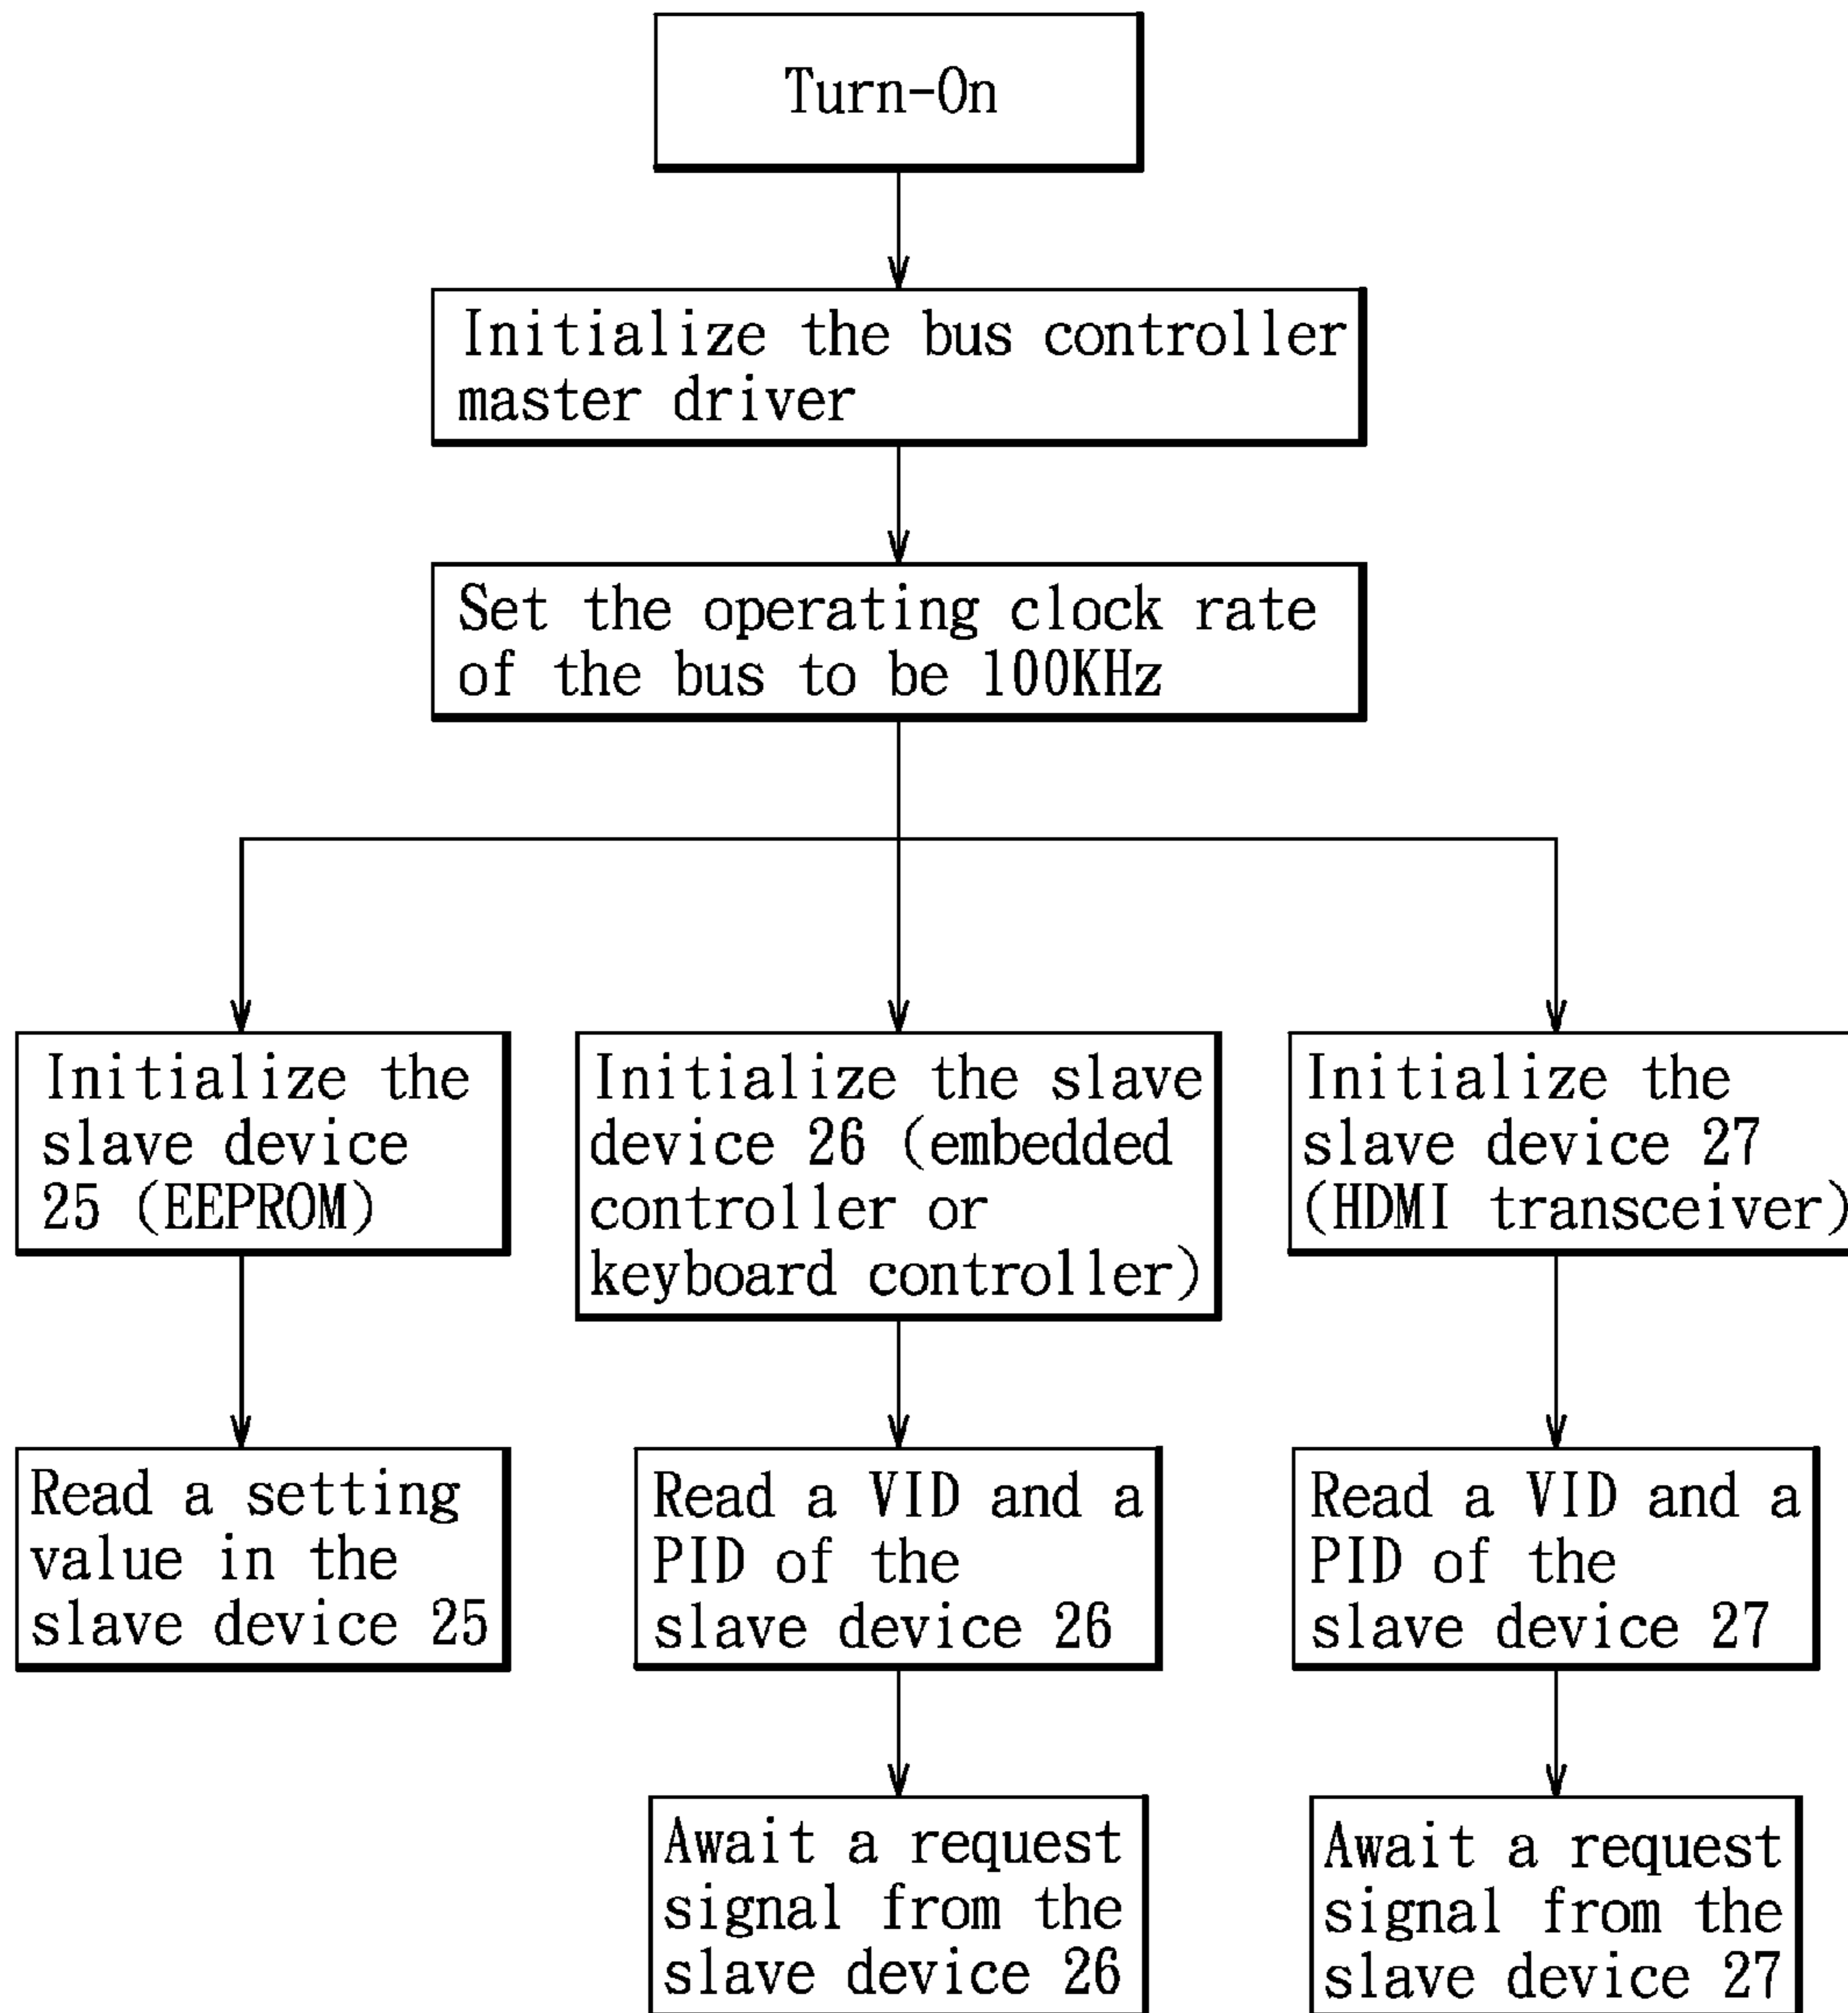 Turn-On
Initialize the bus controller
master driver
Set the operating clock rate
of the bus to be 100KHz
Initialize the
slave device
25 (EEPROM)
Initialize the slave
device 26 (embedded
controller or
keyboard controller)
Initialize the
slave device 27
(HDMI transceiver)
Read a setting
value in the
slave device 25
Read a VID and a
PID of the
slave device 26
Read a VID and a
PID of the
slave device 27
Await a request
signal from the
slave device 26
Await a request
signal from the
slave device 27